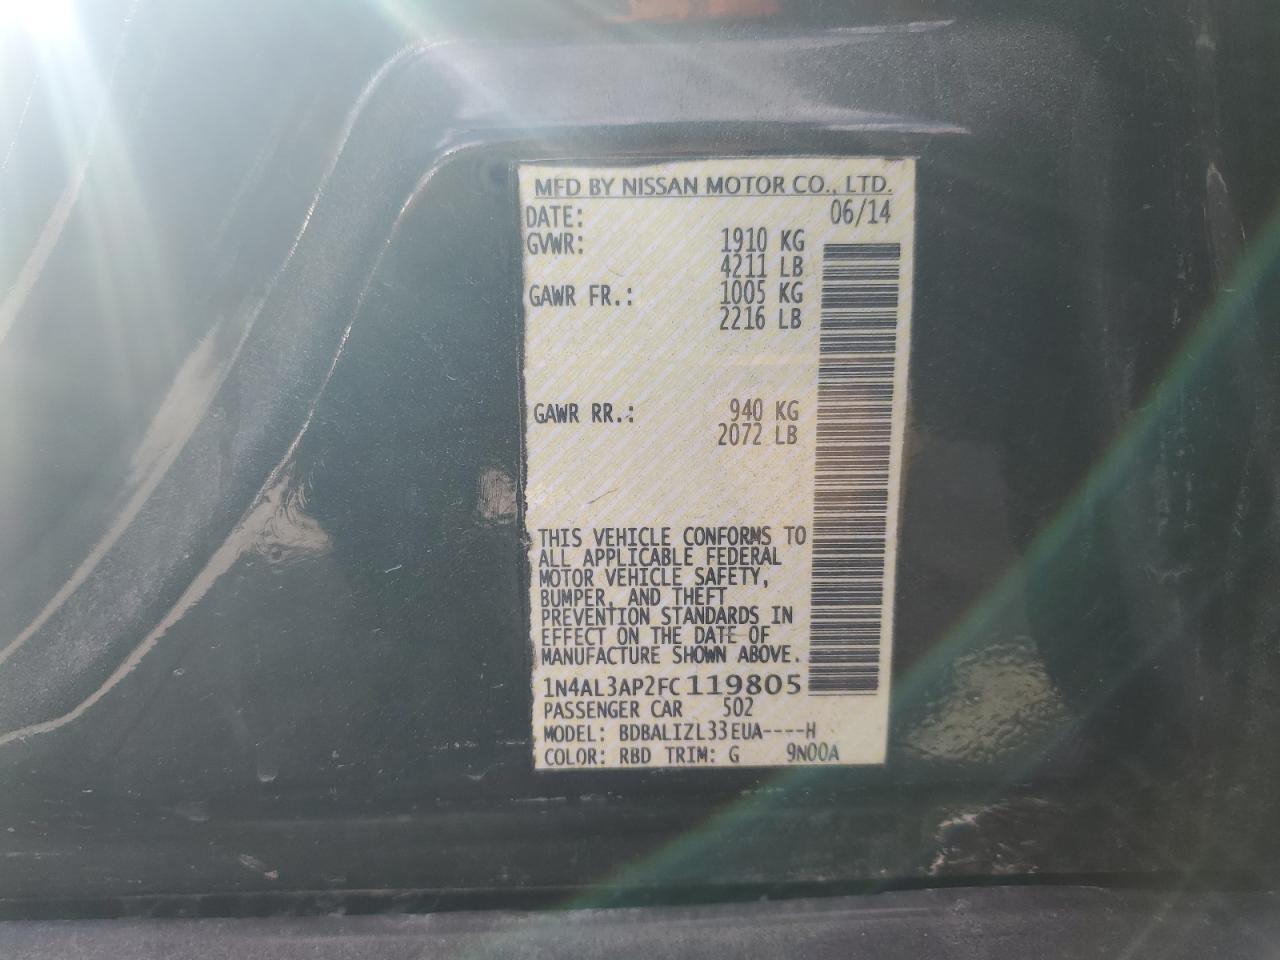 MFD BY NISSAN MOTOR CO., LTD.
DATE: 06/14
GVWR: 1910 KG
4211 LB
GAWR FR.: 1005 KG
2216 LB
GAWR RR.: 940 KG
2072 LB
THIS VEHICLE CONFORMS TO
ALL APPLICABLE FEDERAL
MOTOR VEHICLE SAFETY,
BUMPER, AND THEFT
PREVENTION STANDARDS IN
EFFECT ON THE DATE OF
MANUFACTURE SHOWN ABOVE.
1N4AL3AP2FC119805
PASSENGER CAR 502
MODEL: BDBALIZL33EUA----H
COLOR: RBD TRIM: G 9N00A